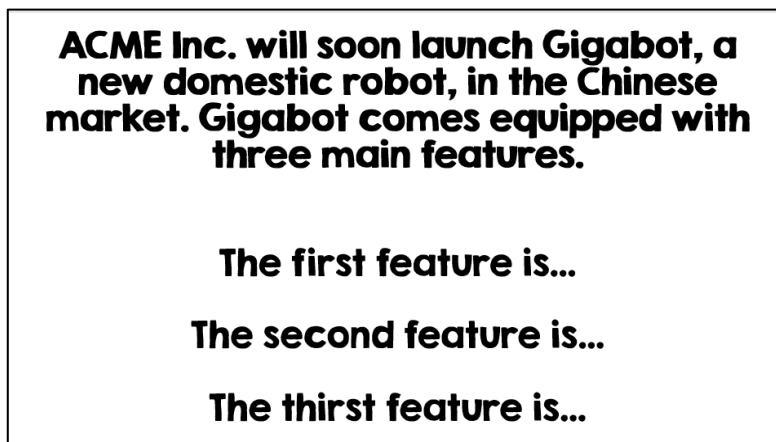 ACME Inc. will soon launch Gigabot, a
new domestic robot, in the Chinese
market. Gigabot comes equipped with
three main features.
The first feature is...
The second feature is...
The thirst feature is...